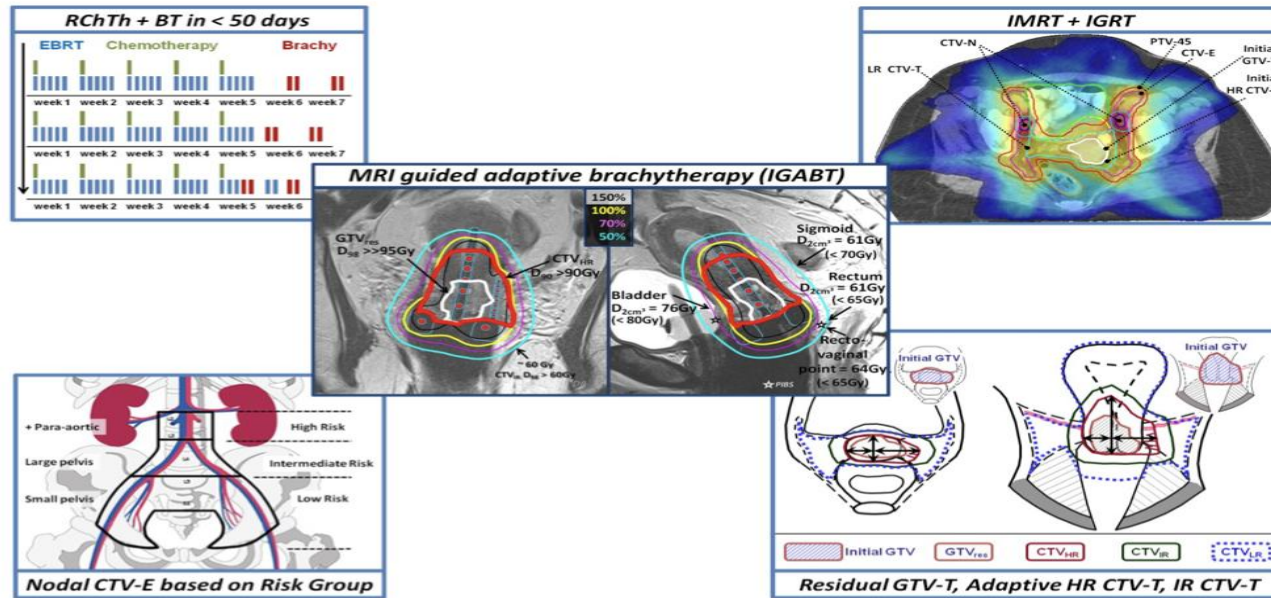 RChTh + BT in < 50 days
EBRT Chemotherapy Brachy
week 1 week 2 week 3 week 4 week 5 week 6 week 7
week 1 week 2 week 3 week 4 week 5 week 6 week 7
week 1 week 2 week 3 week 4 week 5 week 6
IMRT + IGRT
CTV-N
PTV-45
CTV-E
Initial
GTV-
LR CTV-T
Init
HR CTV-
MRI guided adaptive brachytherapy (IGABT)
150%
100%
70%
50%
GTVres
D98 >>95Gy
CTVHR
D90 >90Gy
~ 60 Gy
CTVIR D98 > 60Gy
Sigmoid
D2cm³ = 61Gy
(< 70Gy)
Rectum
D2cm³ = 61Gy
(< 65Gy)
Bladder
D2cm³ = 76Gy
(< 80Gy)
Recto-
vaginal
point = 64Gy
(< 65Gy)
☆ PIBS
+ Para-aortic
High Risk
Large pelvis
Intermediate Risk
Small pelvis
Low Risk
Nodal CTV-E based on Risk Group
Initial GTV
Initial GTV
Initial GTV GTVres CTVHR CTVIR CTVLR
Residual GTV-T, Adaptive HR CTV-T, IR CTV-T